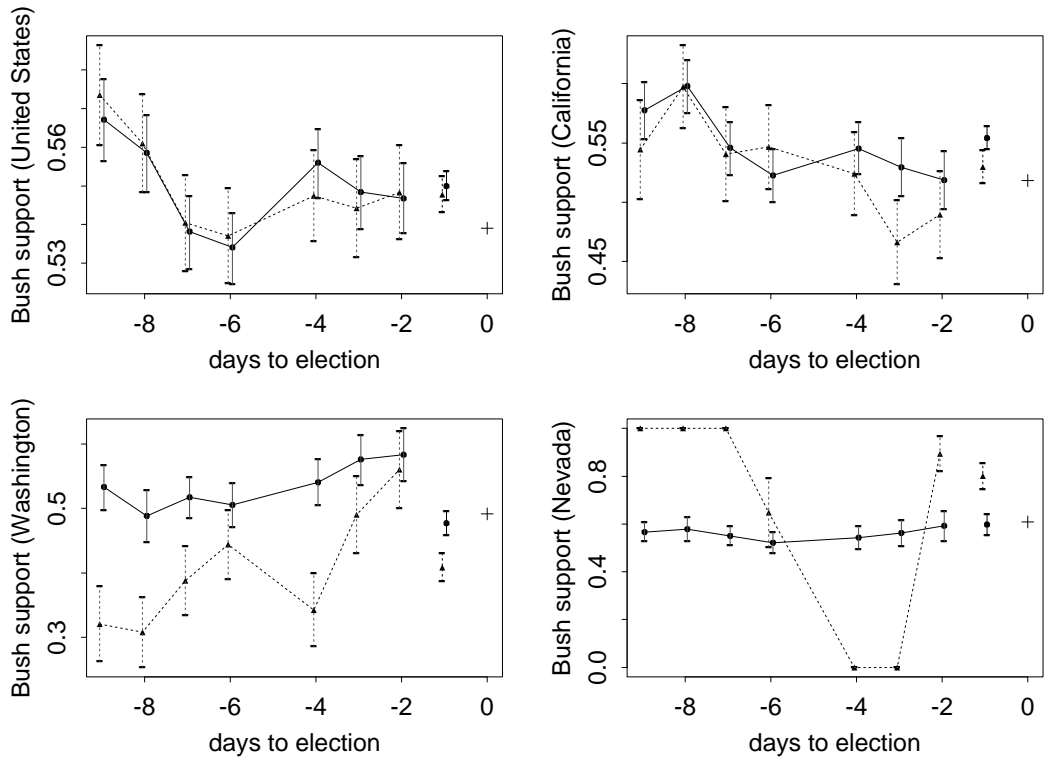 Bush support (United States)
0.56
0.53
-8 -6 -4 -2 0
days to election
Bush support (California)
0.55
0.45
-8 -6 -4 -2 0
days to election
Bush support (Washington)
0.5
0.3
-8 -6 -4 -2 0
days to election
Bush support (Nevada)
0.8
0.4
0.0
-8 -6 -4 -2 0
days to election